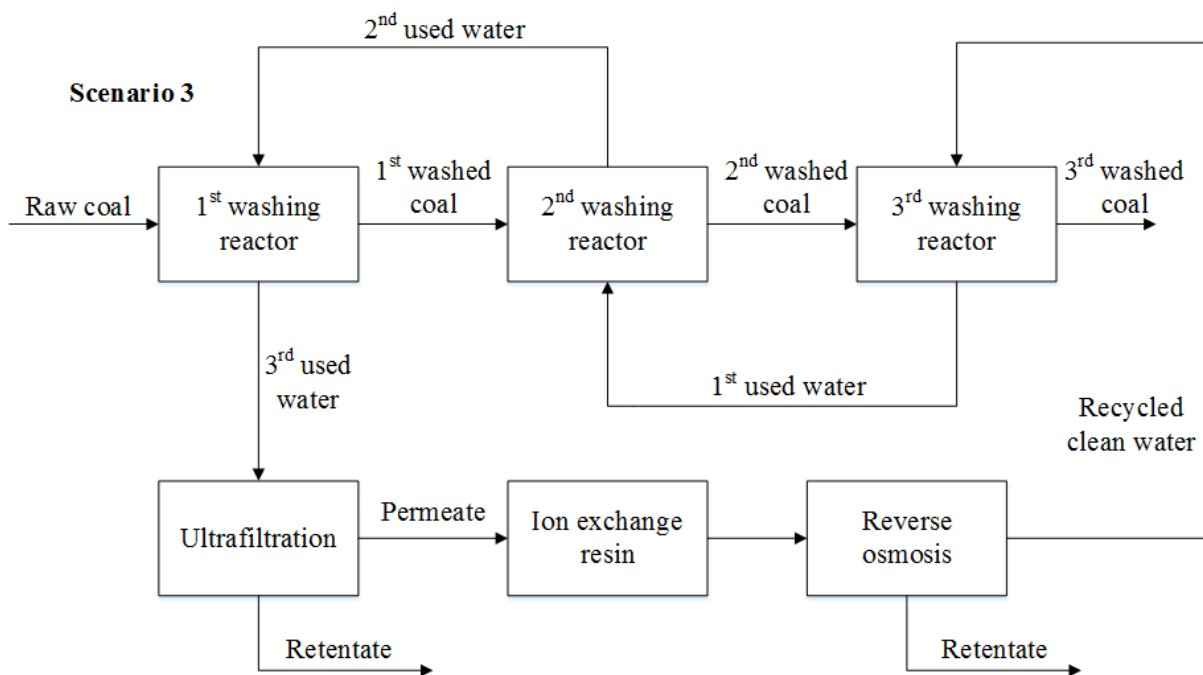 2nd used water
Scenario 3
Raw coal
1st washing
reactor
1st washed
coal
2nd washing
reactor
2nd washed
coal
3rd washing
reactor
3rd washed
coal
3rd used
water
1st used water
Recycled
clean water
Ultrafiltration
Permeate
Ion exchange
resin
Reverse
osmosis
Retentate
Retentate